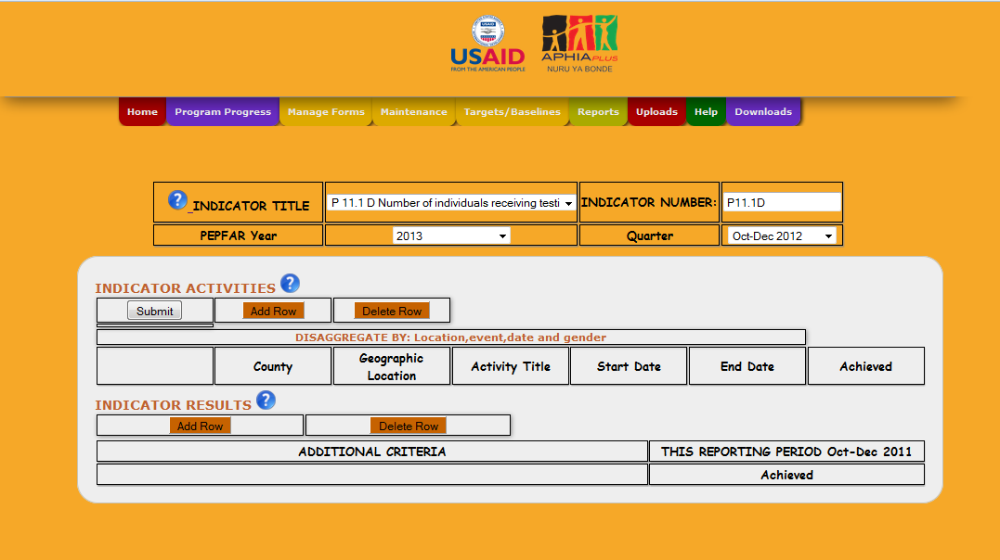 USAID
USAID
FROM THE AMERICAN PEOPLE
APHIAPLUS
NURU YA BONDE
Home Program Progress Manage Forms Maintenance Targets/Baselines Reports Uploads Help Downloads
? INDICATOR TITLE P 11.1 D Number of individuals receiving testi INDICATOR NUMBER: P11.1D
PEPFAR Year 2013 Quarter Oct-Dec 2012
INDICATOR ACTIVITIES ?
Submit Add Row Delete Row
DISAGGREGATE BY: Location,event,date and gender
County Geographic Location Activity Title Start Date End Date Achieved
INDICATOR RESULTS ?
Add Row Delete Row
ADDITIONAL CRITERIA THIS REPORTING PERIOD Oct-Dec 2011
Achieved